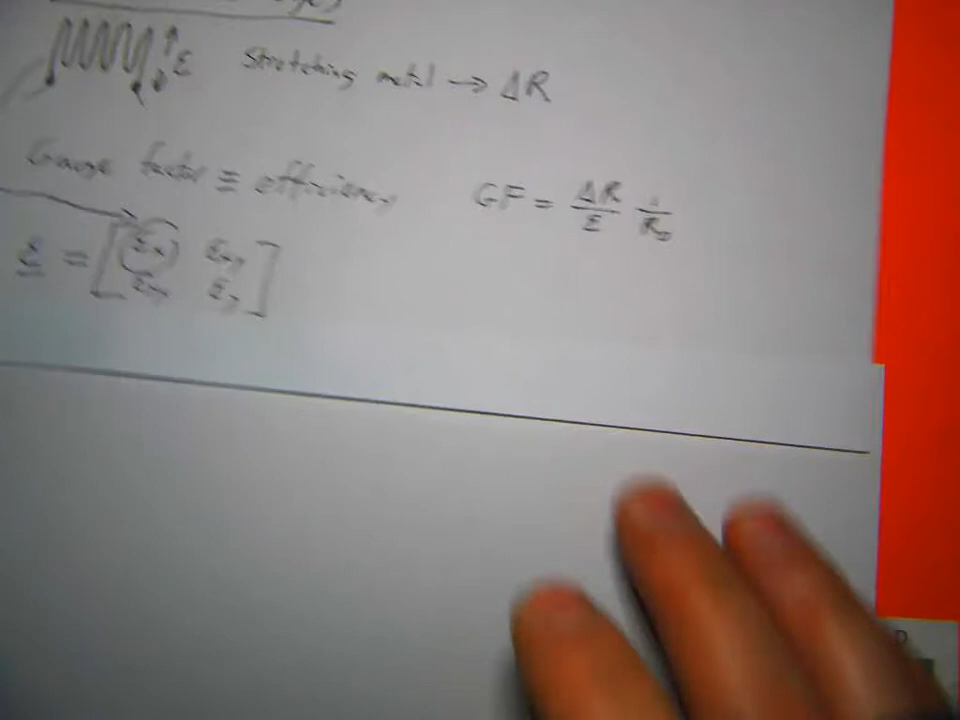 ε Stretching metal → ΔR
Gauge factor ≡ efficiency GF = ΔR/ε 1/R₀
ε = [εx εxy
εxy εy]